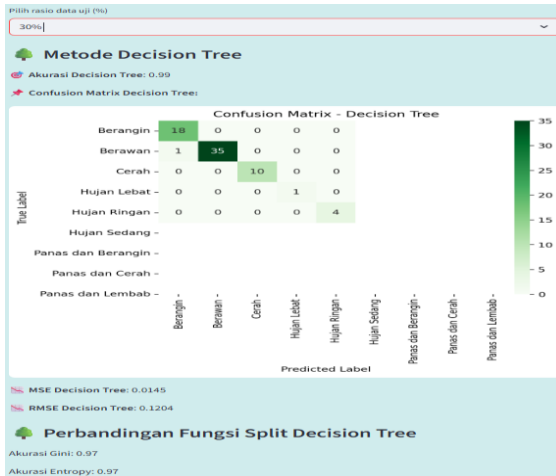 Pilih rasio data uji (%)
30%
Metode Decision Tree
Akurasi Decision Tree: 0.99
Confusion Matrix Decision Tree:
Confusion Matrix - Decision Tree
True Label
Berangin - 18 0 0 0 0
Berawan - 1 35 0 0 0
Cerah - 0 0 10 0 0
Hujan Lebat - 0 0 0 1 0
Hujan Ringan - 0 0 0 0 4
Hujan Sedang -
Panas dan Berangin -
Panas dan Cerah -
Panas dan Lembab -
Berangin -
Berawan -
Cerah -
Hujan Lebat -
Hujan Ringan -
Hujan Sedang -
Panas dan Berangin -
Panas dan Cerah -
Panas dan Lembab -
Predicted Label
- 35
- 30
- 25
- 20
- 15
- 10
- 5
- 0
MSE Decision Tree: 0.0145
RMSE Decision Tree: 0.1204
Perbandingan Fungsi Split Decision Tree
Akurasi Gini: 0.97
Akurasi Entropy: 0.97